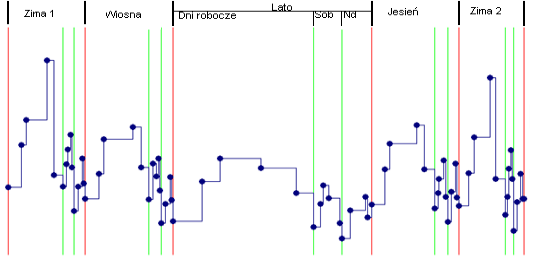 Zima 1
Wiosna
Lato
Jesień
Zima 2
Dni robocze
Sob
Nd